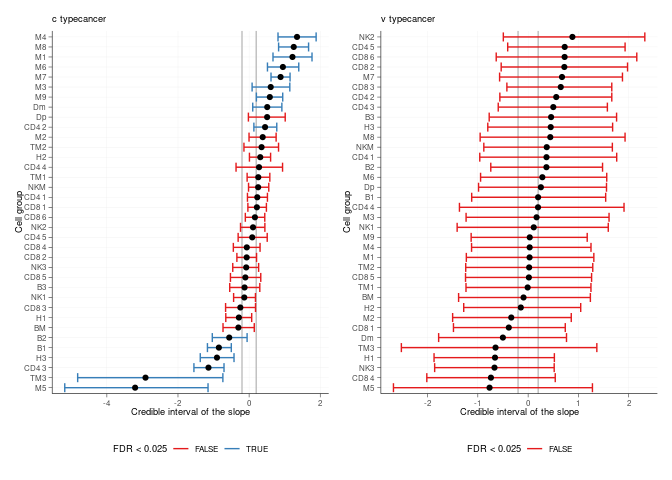 c typecancer
M4
M8
M1
M6
M7
M3
M9
Dm
Dp
CD4 2
M2
TM2
H2
CD4 4
TM1
NKM
CD4 1
CD8 1
CD8 6
NK2
CD4 5
CD8 4
CD8 2
NK3
CD8 5
B3
NK1
CD8 3
H1
BM
B2
B1
H3
CD4 3
TM3
M5
Cell group
-4
-2
0
2
Credible interval of the slope
FDR < 0.025
FALSE
TRUE
v typecancer
NK2
CD4 5
CD8 6
CD8 2
M7
CD8 3
CD4 2
CD4 3
B3
H3
M8
NKM
CD4 1
B2
M6
Dp
B1
CD4 4
M3
NK1
M9
M4
M1
TM2
CD8 5
TM1
BM
H2
M2
CD8 1
Dm
TM3
H1
NK3
CD8 4
M5
Cell group
-2
0
2
Credible interval of the slope
FDR < 0.025
FALSE